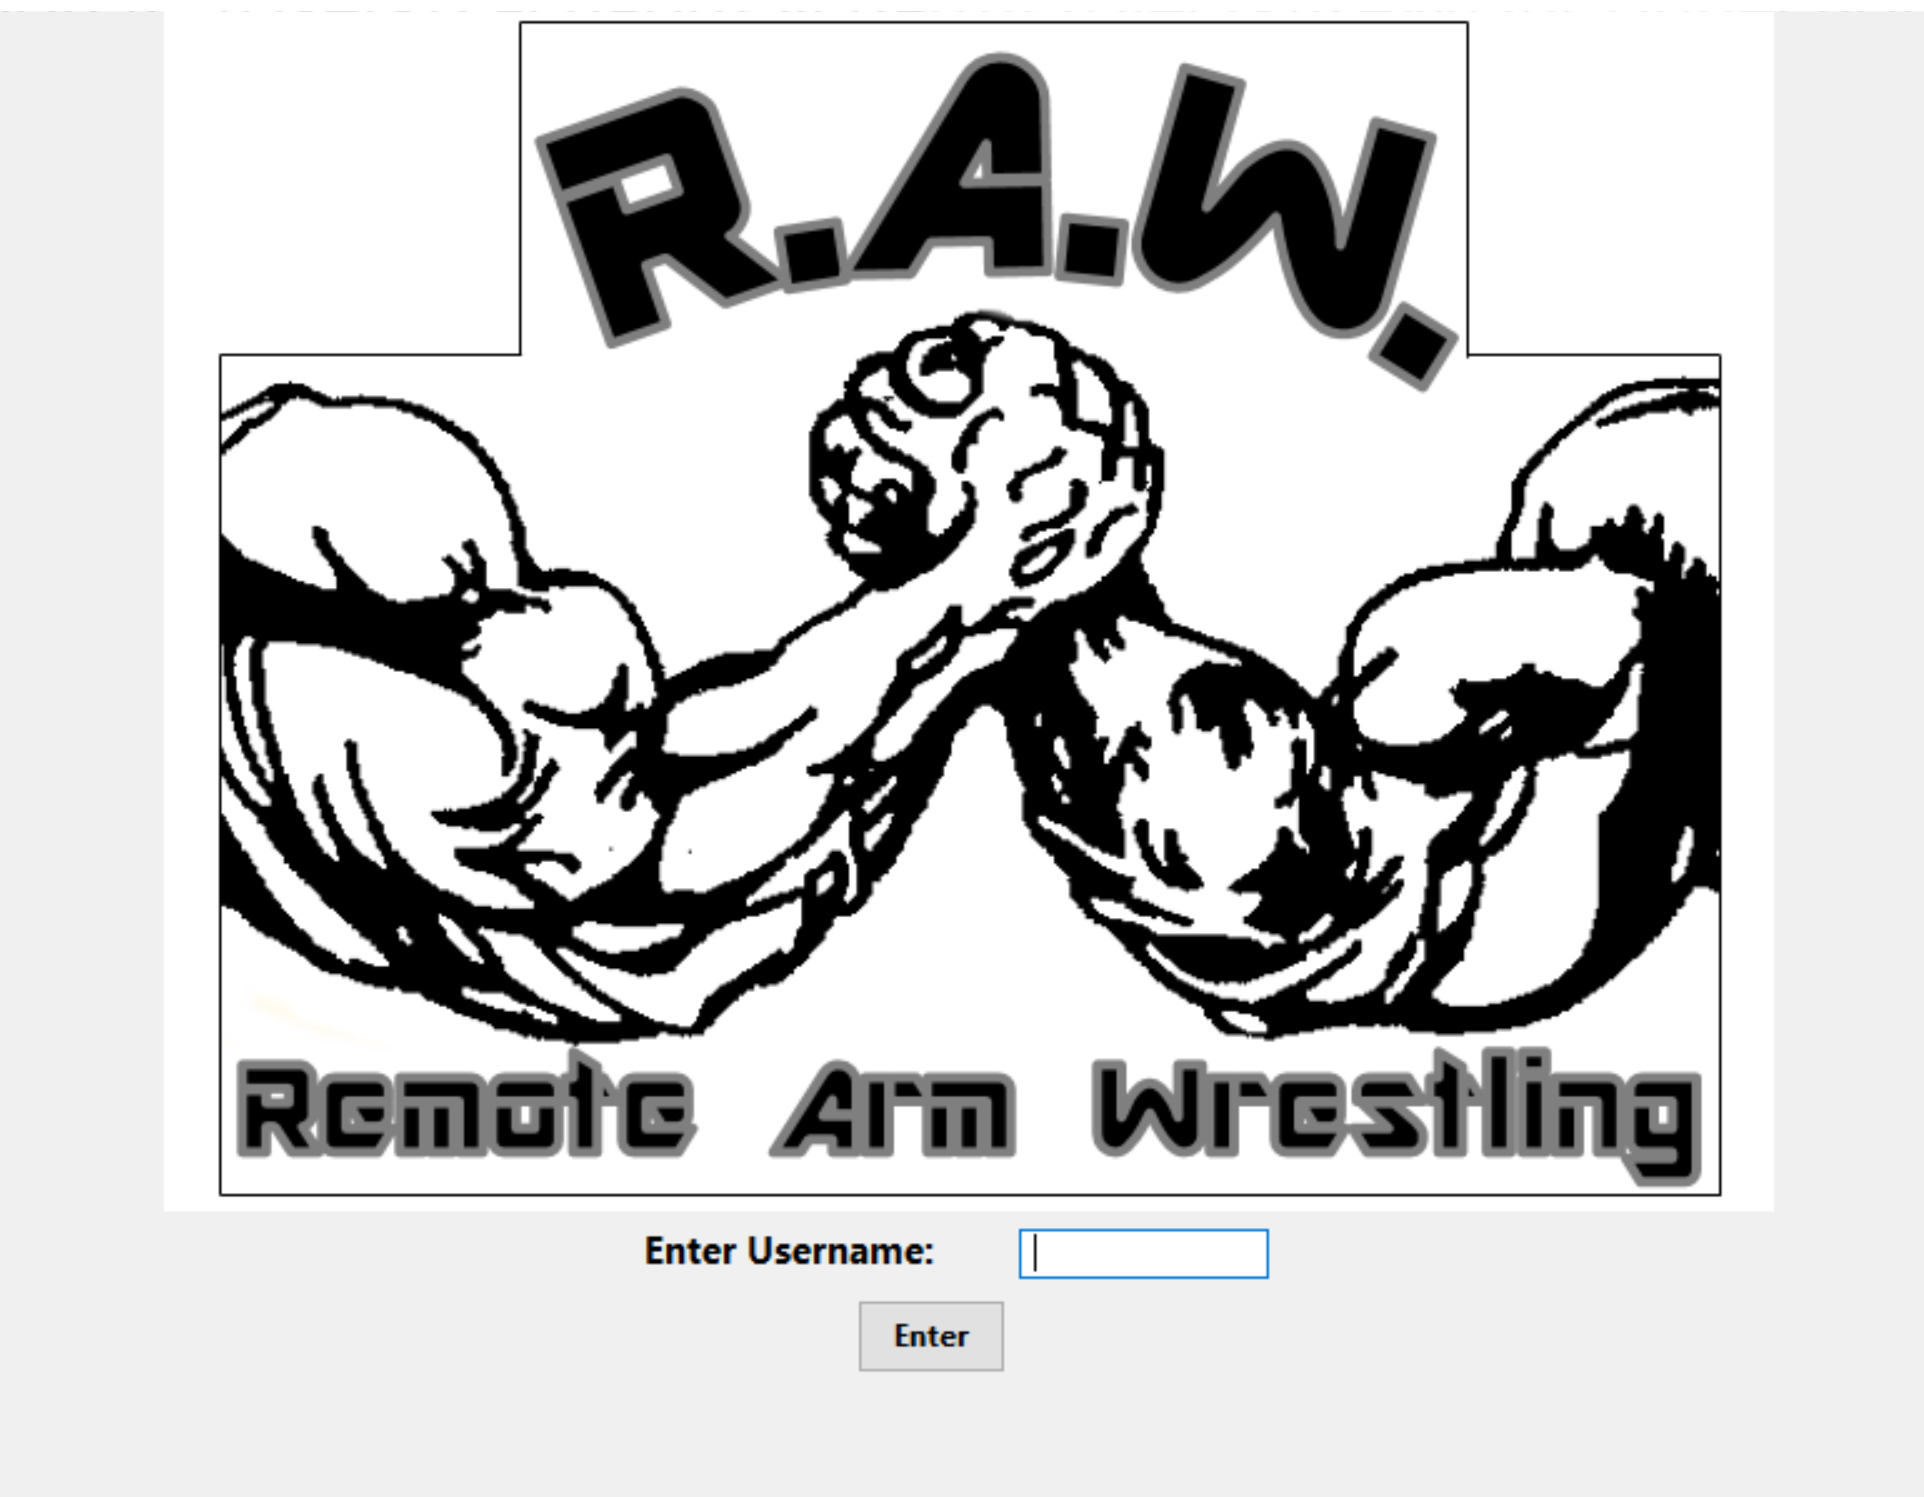 R.A.W.
Remote Arm Wrestling
Enter Username:
Enter